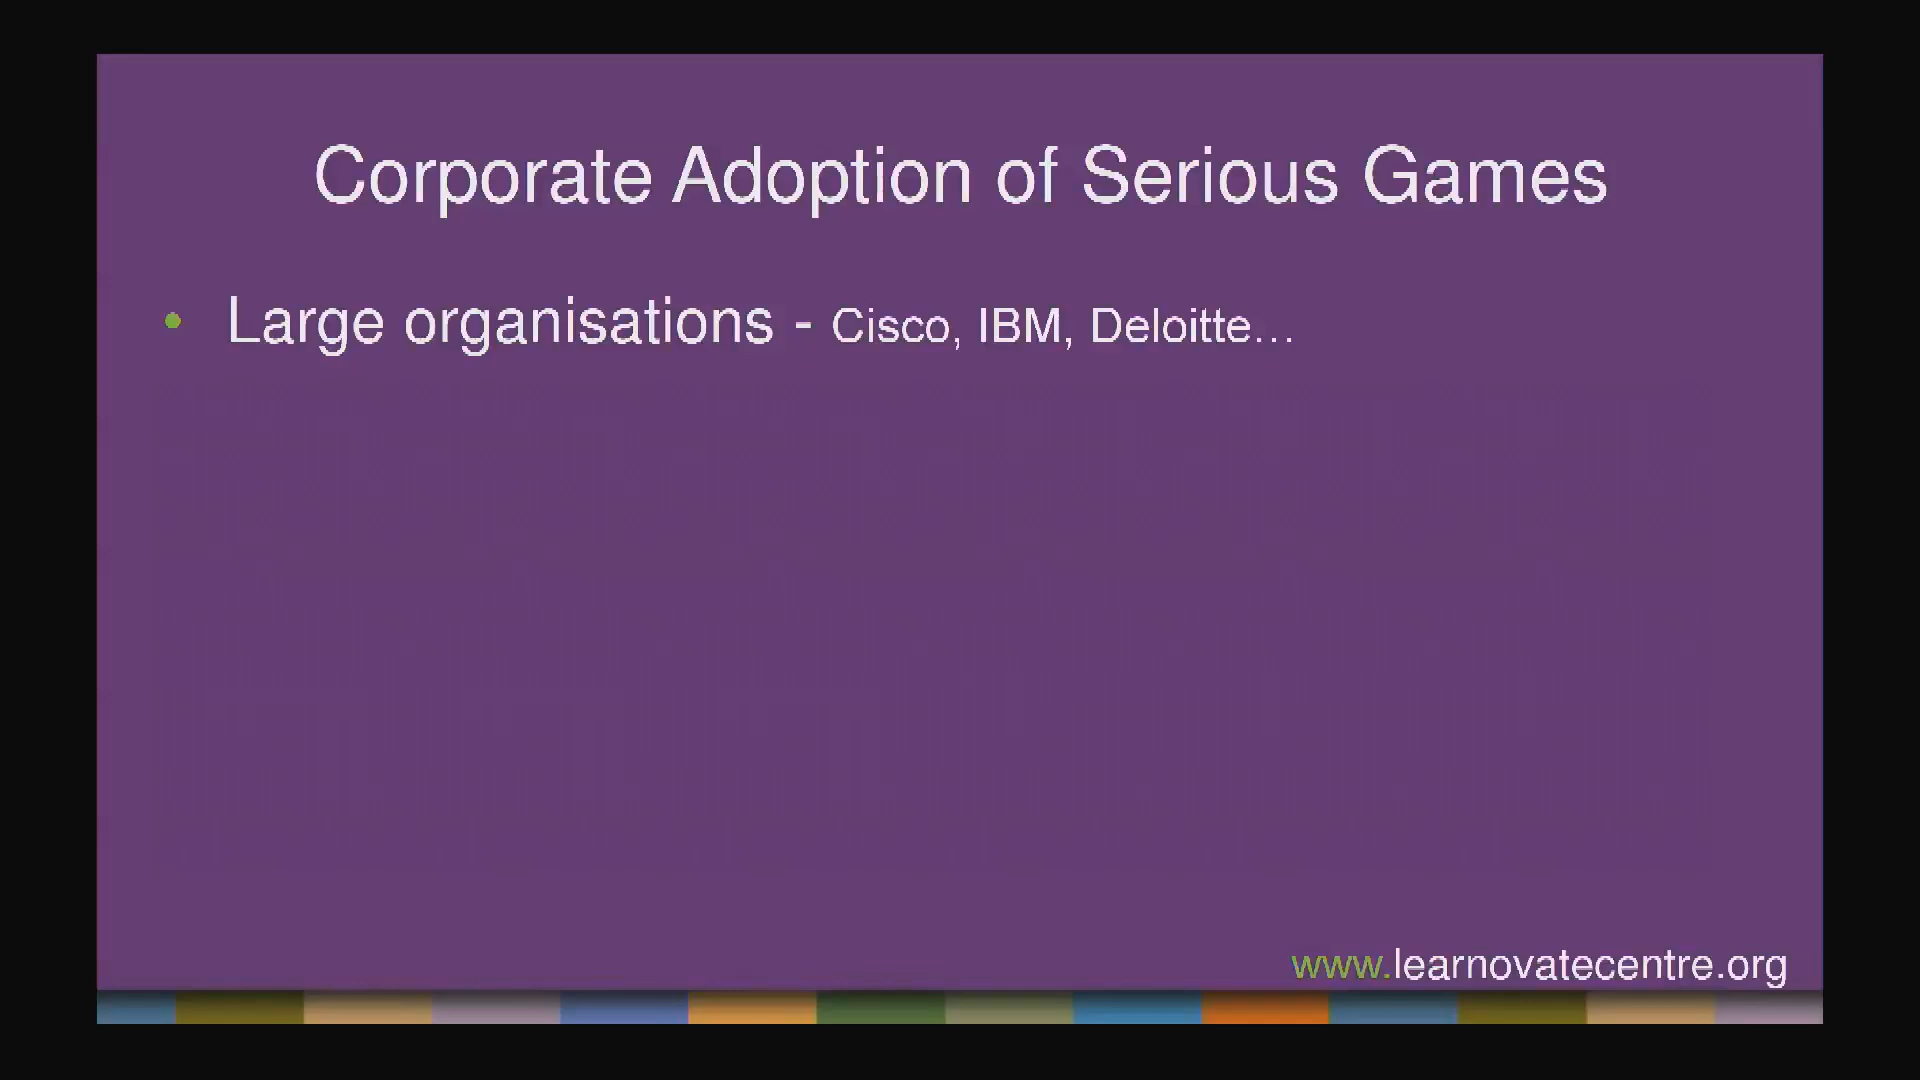 Corporate Adoption of Serious Games
• Large organisations - Cisco, IBM, Deloitte...
www.learnovatecentre.org